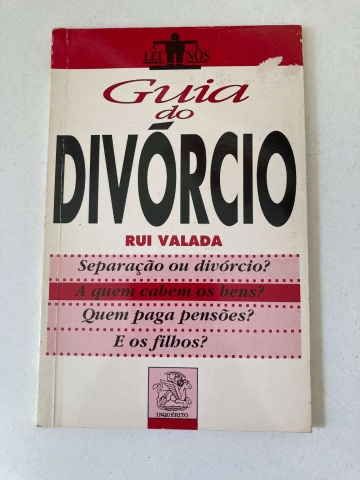 LEI NÓS
Guia
do
DIVÓRCIO
RUI VALADA
Separação ou divórcio?
A quem cabem os bens?
Quem paga pensões?
E os filhos?
INQUÉRITO